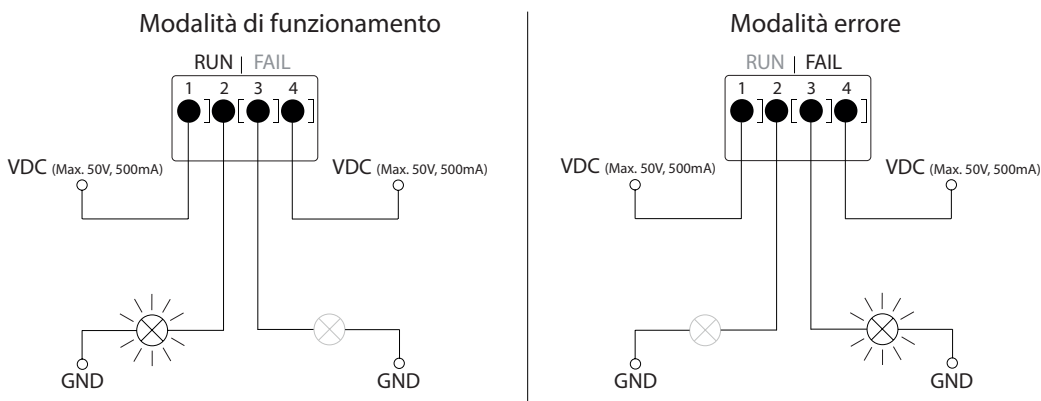 Modalità di funzionamento
RUN | FAIL
1 2 3 4
VDC (Max. 50V, 500mA)
VDC (Max. 50V, 500mA)
GND
GND
Modalità errore
RUN | FAIL
1 2 3 4
VDC (Max. 50V, 500mA)
VDC (Max. 50V, 500mA)
GND
GND